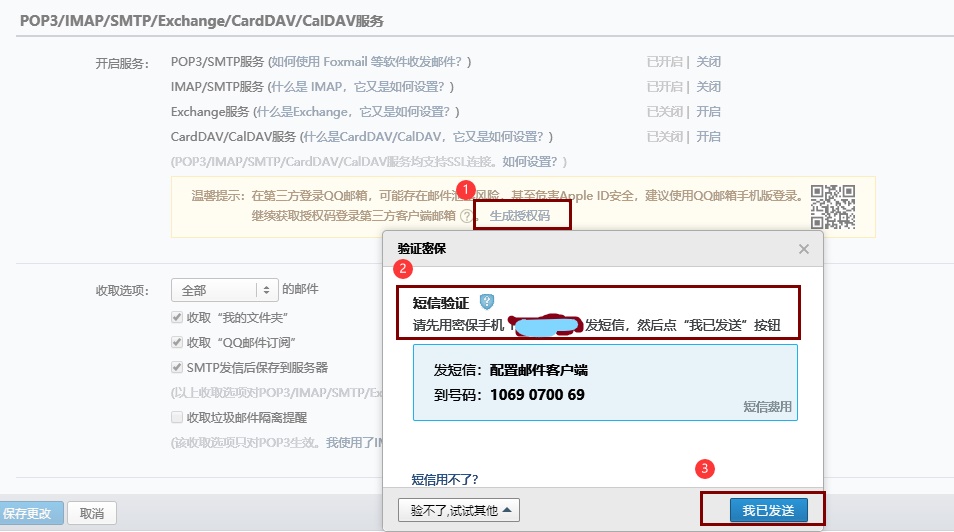 POP3/IMAP/SMTP/Exchange/CardDAV/CalDAV服务
开启服务： POP3/SMTP服务 (如何使用 Foxmail 等软件收发邮件？) 已开启 | 关闭
IMAP/SMTP服务 (什么是 IMAP，它又是如何设置？) 已开启 | 关闭
Exchange服务 (什么是Exchange，它又是如何设置？) 已关闭 | 开启
CardDAV/CalDAV服务 (什么是CardDAV/CalDAV，它又是如何设置？) 已关闭 | 开启
(POP3/IMAP/SMTP/CardDAV/CalDAV服务均支持SSL连接。如何设置？)
温馨提示：在第三方登录QQ邮箱，可能存在邮件泄 风险，甚至危害Apple ID安全，建议使用QQ邮箱手机版登录。
1
继续获取授权码登录第三方客户端邮箱 ? 。 生成授权码
验证密保
2
短信验证 ?
请先用密保手机 1 发短信，然后点“我已发送”按钮
发短信：配置邮件客户端
到号码：1069 0700 69
短信费用
短信用不了？
3
验不了,试试其他
我已发送
收取选项： 全部 的邮件
收取“我的文件夹”
收取“QQ邮件订阅”
SMTP发信后保存到服务器
(以上收取选项对POP3/IMAP/SMTP/Ex
收取垃圾邮件隔离提醒
(该收取选项只对POP3生效。我使用了IM
保存更改 取消